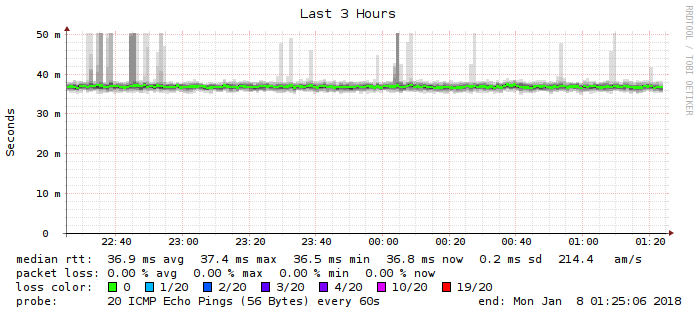 Last 3 Hours
RRDTOOL / TOBI OETIKER
Seconds
50 m
40 m
30 m
20 m
10 m
0
22:40 23:00 23:20 23:40 00:00 00:20 00:40 01:00 01:20
median rtt: 36.9 ms avg 37.4 ms max 36.5 ms min 36.8 ms now 0.2 ms sd 214.4 am/s
packet loss: 0.00 % avg 0.00 % max 0.00 % min 0.00 % now
loss color: 0 1/20 2/20 3/20 4/20 10/20 19/20
probe: 20 ICMP Echo Pings (56 Bytes) every 60s end: Mon Jan 8 01:25:06 2018